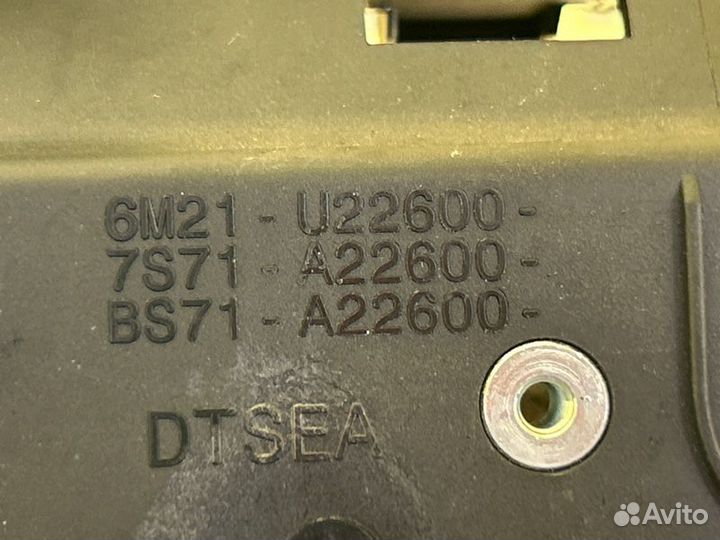 6M21 - U22600 -
7S71 - A22600 -
BS71 - A22600 -
DTSEA
Avito